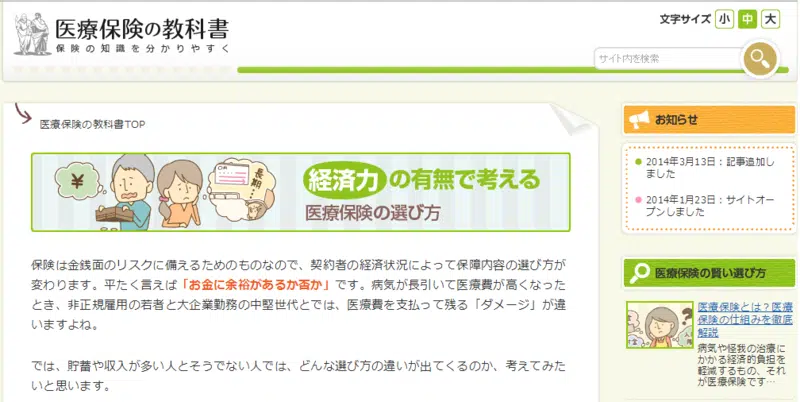 医療保険の教科書
保険の知識を分かりやすく
文字サイズ 小 中 大
サイト内を検索
医療保険の教科書TOP
¥
長期…
経済力の有無で考える
医療保険の選び方
保険は金銭面のリスクに備えるためのものなので、契約者の経済状況によって保障内容の選び方が
変わります。平たく言えば「お金に余裕があるか否か」です。病気が長引いて医療費が高くなった
とき、非正規雇用の若者と大企業勤務の中堅世代とでは、医療費を支払って残る「ダメージ」が違
いますよね。
では、貯蓄や収入が多い人とそうでない人では、どんな選び方の違いが出てくるのか、考えてみた
いと思います。
お知らせ
2014年3月13日：記事追加し
ました
2014年1月23日：サイトオー
プンしました
医療保険の賢い選び方
医療保険とは？医療
保険の仕組みを徹底
解説
病気や怪我の治療に
かかる経済的負担を
軽減するもの、それ
が医療保険です…